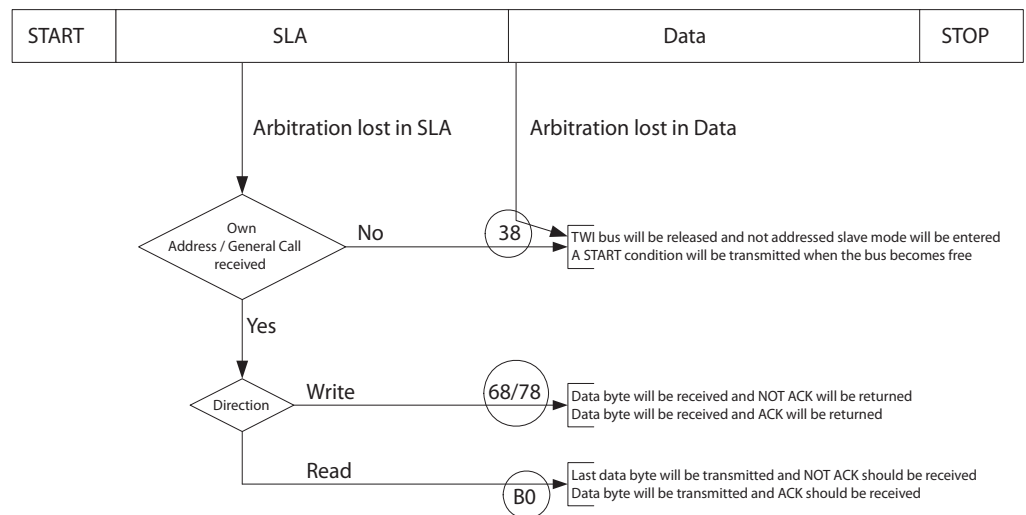 START SLA Data STOP
Arbitration lost in SLA Arbitration lost in Data
Own
Address / General Call
received
No
38
TWI bus will be released and not addressed slave mode will be entered
A START condition will be transmitted when the bus becomes free
Yes
Direction
Write
68/78
Data byte will be received and NOT ACK will be returned
Data byte will be received and ACK will be returned
Read
B0
Last data byte will be transmitted and NOT ACK should be received
Data byte will be transmitted and ACK should be received